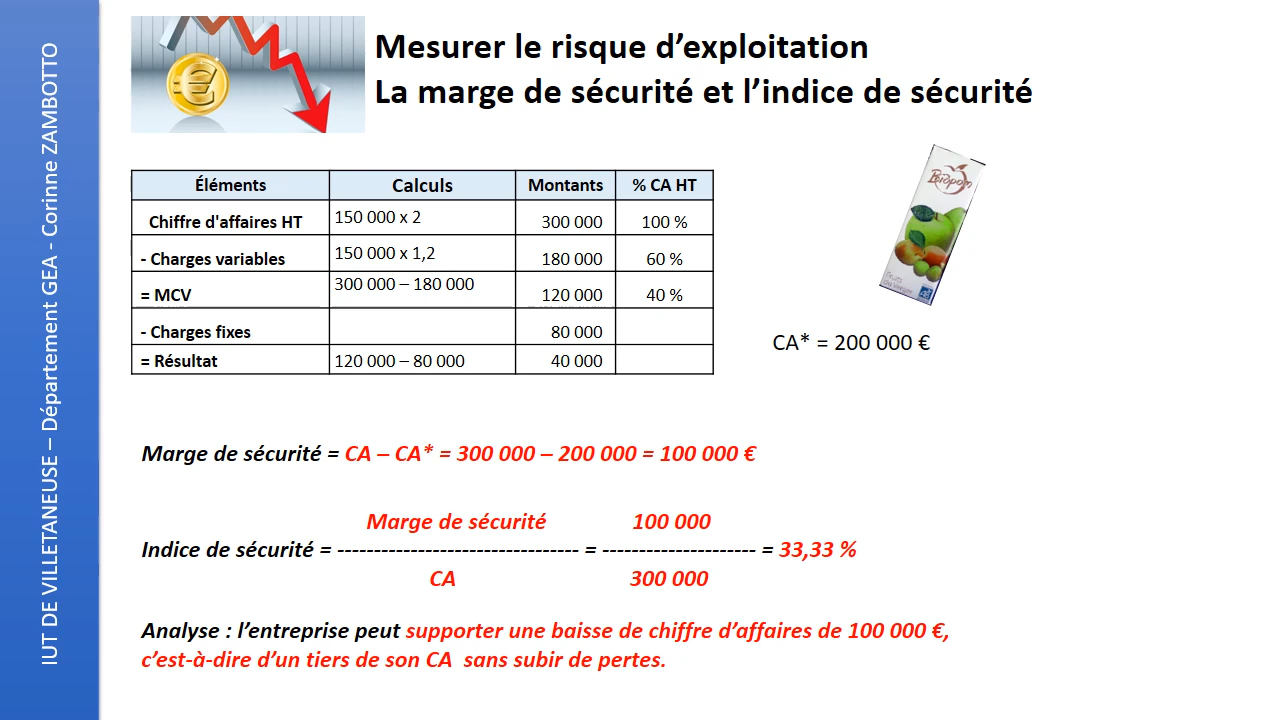 IUT DE VILLETANEUSE – Département GEA - Corinne ZAMBOTTO
Mesurer le risque d’exploitation
La marge de sécurité et l’indice de sécurité
Éléments Calculs Montants % CA HT
Chiffre d'affaires HT 150 000 x 2 300 000 100 %
- Charges variables 150 000 x 1,2 180 000 60 %
= MCV 300 000 – 180 000 120 000 40 %
- Charges fixes 80 000
= Résultat 120 000 – 80 000 40 000
CA* = 200 000 €
Marge de sécurité = CA – CA* = 300 000 – 200 000 = 100 000 €
Marge de sécurité 100 000
Indice de sécurité = --------------------------------- = --------------------- = 33,33 %
CA 300 000
Analyse : l’entreprise peut supporter une baisse de chiffre d’affaires de 100 000 €,
c’est-à-dire d’un tiers de son CA sans subir de pertes.